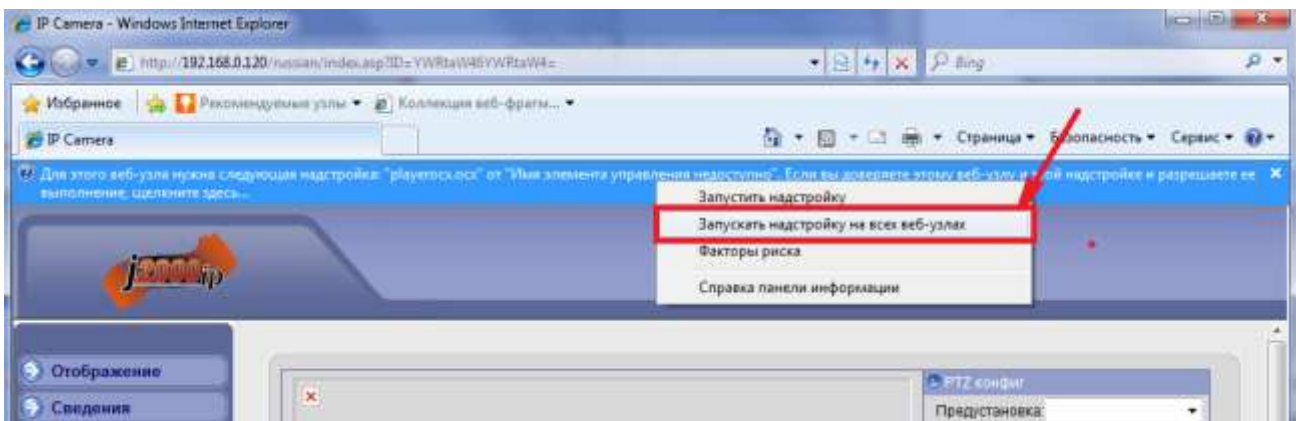 IP Camera - Windows Internet Explorer
http://192.168.0.120/russian/index.asp?ID=YWRtaW46YWRtaW4=
Bing
Избранное Рекомендуемые узлы Коллекция веб-фрагм...
IP Camera Страница Безопасность Сервис
Для этого веб-узла нужна следующая надстройка: "playerocx.ocx" от "Имя элемента управления недоступно". Если вы доверяете этому веб-узлу и надстройке и разрешаете ее
выполнение, щелкните здесь...
Запустить надстройку
Запускать надстройку на всех веб-узлах
Факторы риска
Справка панели информации
j2000ip
Отображение
Сведения
PTZ конфиг
Предустановка: